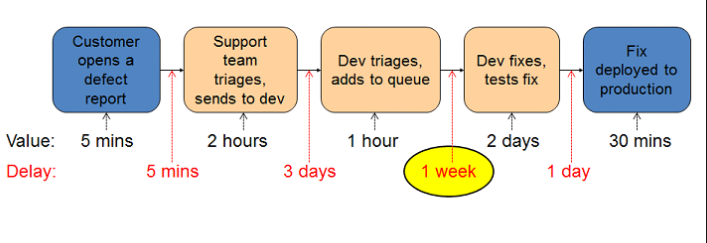 Customer
opens a
defect
report
Support
team
triages,
sends to dev
Dev triages,
adds to queue
Dev fixes,
tests fix
Fix
deployed to
production
Value: 5 mins 2 hours 1 hour 2 days 30 mins
Delay: 5 mins 3 days 1 week 1 day